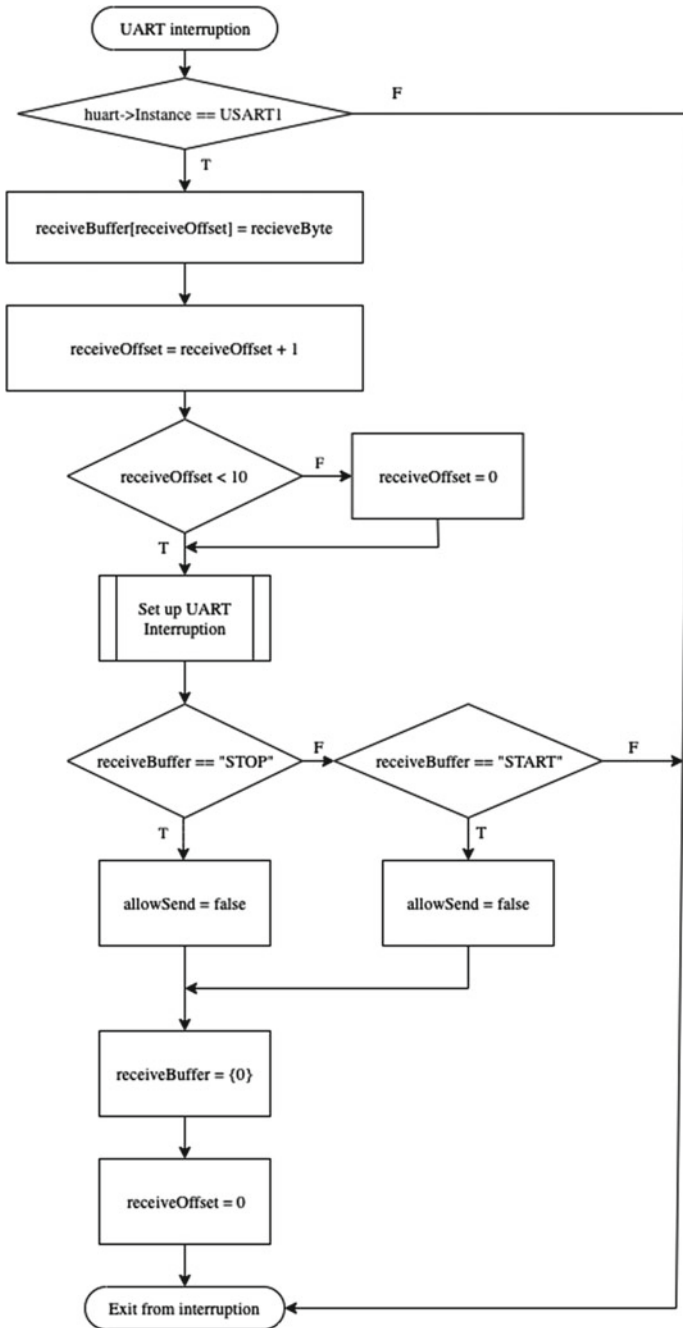 UART interruption
huart->Instance == USART1
F
T
receiveBuffer[receiveOffset] = recieveByte
receiveOffset = receiveOffset + 1
receiveOffset < 10
F
receiveOffset = 0
T
Set up UART
Interruption
receiveBuffer == "STOP"
F
receiveBuffer == "START"
F
T
T
allowSend = false
allowSend = false
receiveBuffer = {0}
receiveOffset = 0
Exit from interruption